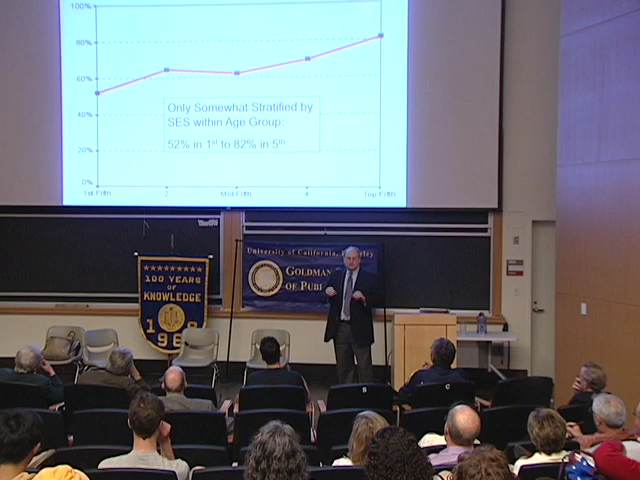 100%
80%
60%
40%
20%
0%
Only Somewhat Stratified by
SES within Age Group:
52% in 1st to 82% in 5th
1st Fifth
2
Mid Fifth
4
Top Fifth
University of California,
GOLDMAN
OF PUB
100 YEARS
OF
KNOWLEDGE
C